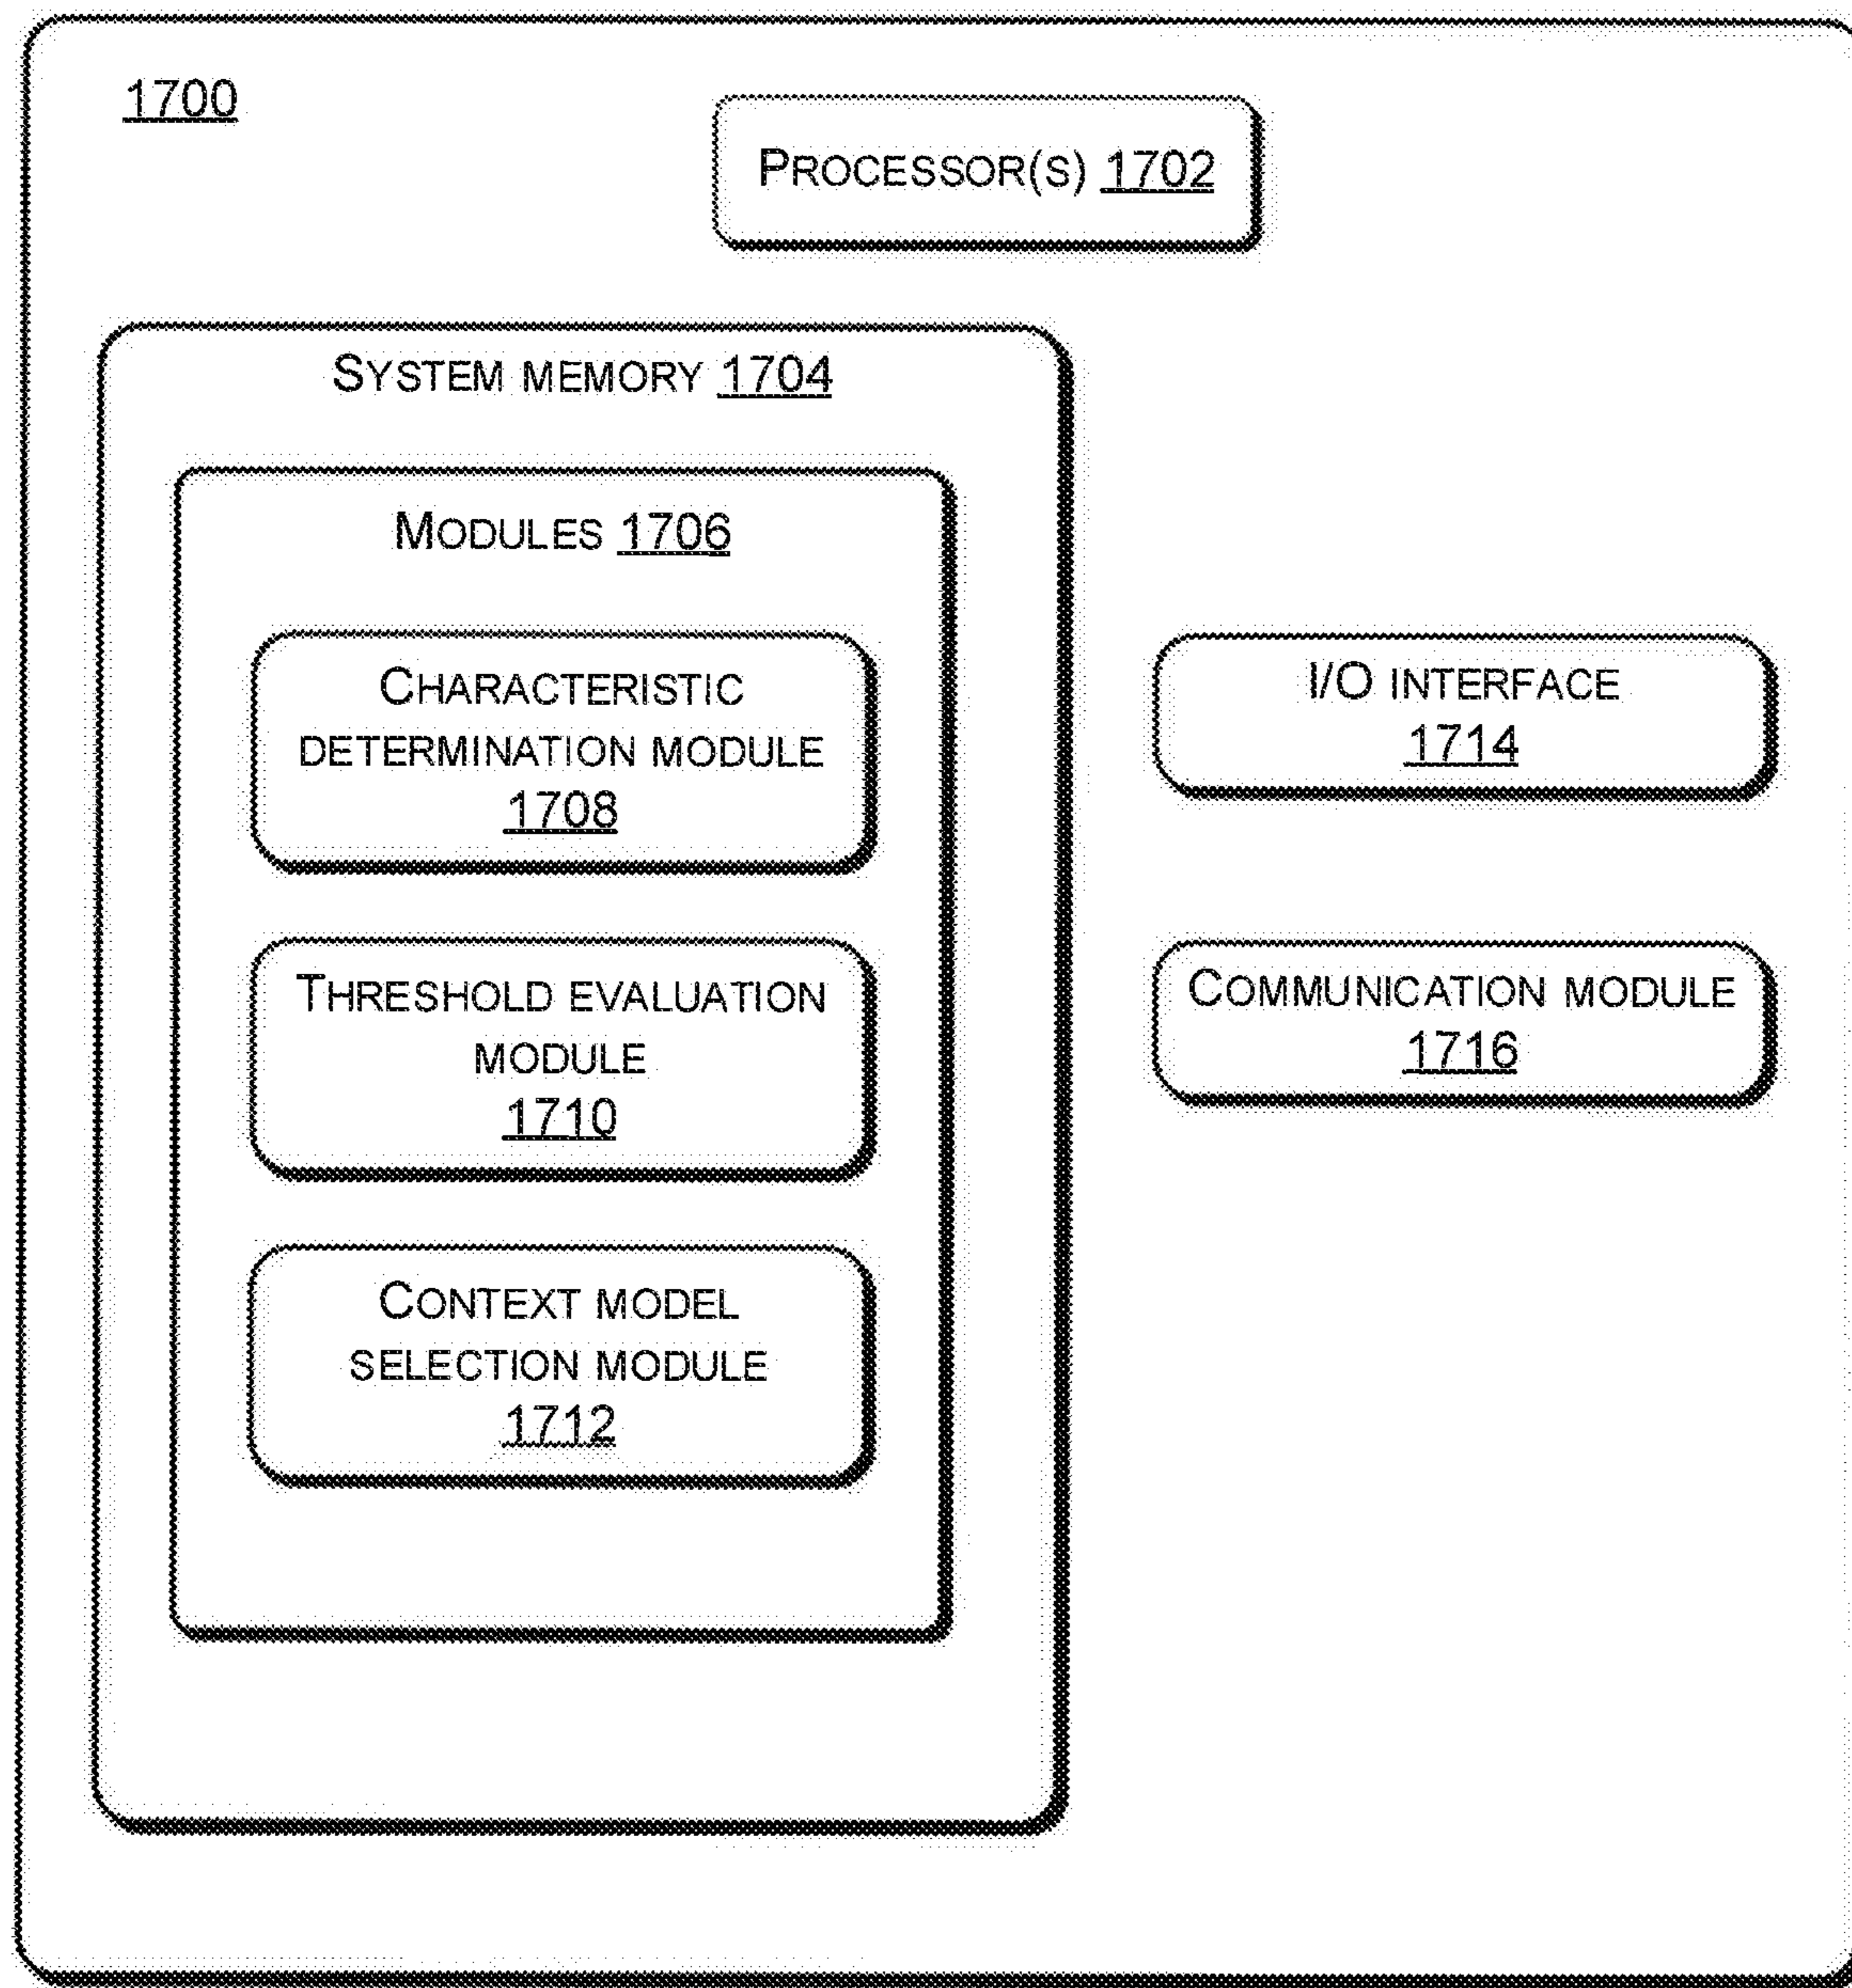 1700
PROCESSOR(S) 1702
SYSTEM MEMORY 1704
MODULES 1706
CHARACTERISTIC
DETERMINATION MODULE
1708
THRESHOLD EVALUATION
MODULE
1710
CONTEXT MODEL
SELECTION MODULE
1712
I/O INTERFACE
1714
COMMUNICATION MODULE
1716